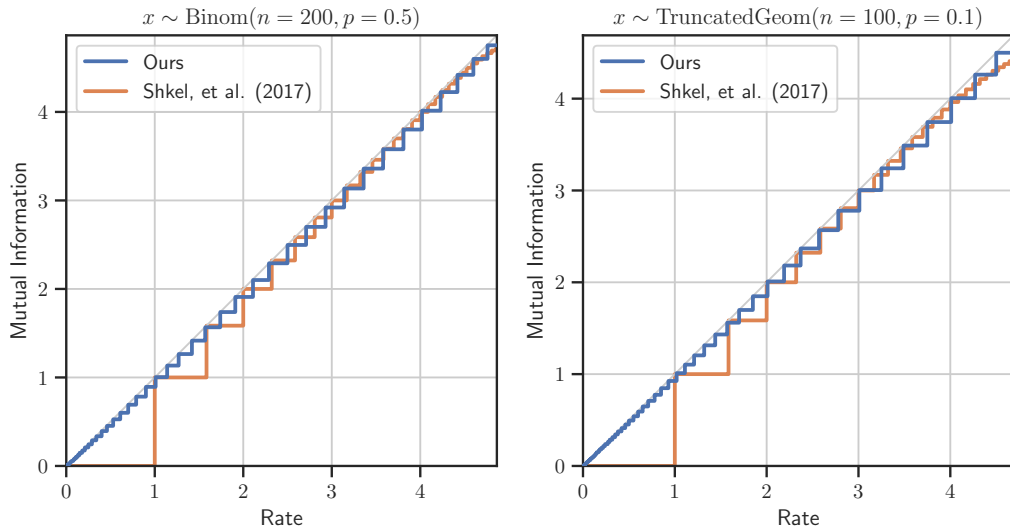 x ∼ Binom(n = 200, p = 0.5)
Ours
Shkel, et al. (2017)
4
3
2
1
0
Mutual Information
0 1 2 3 4
Rate
x ∼ TruncatedGeom(n = 100, p = 0.1)
Ours
Shkel, et al. (2017)
4
3
2
1
0
Mutual Information
0 1 2 3 4
Rate